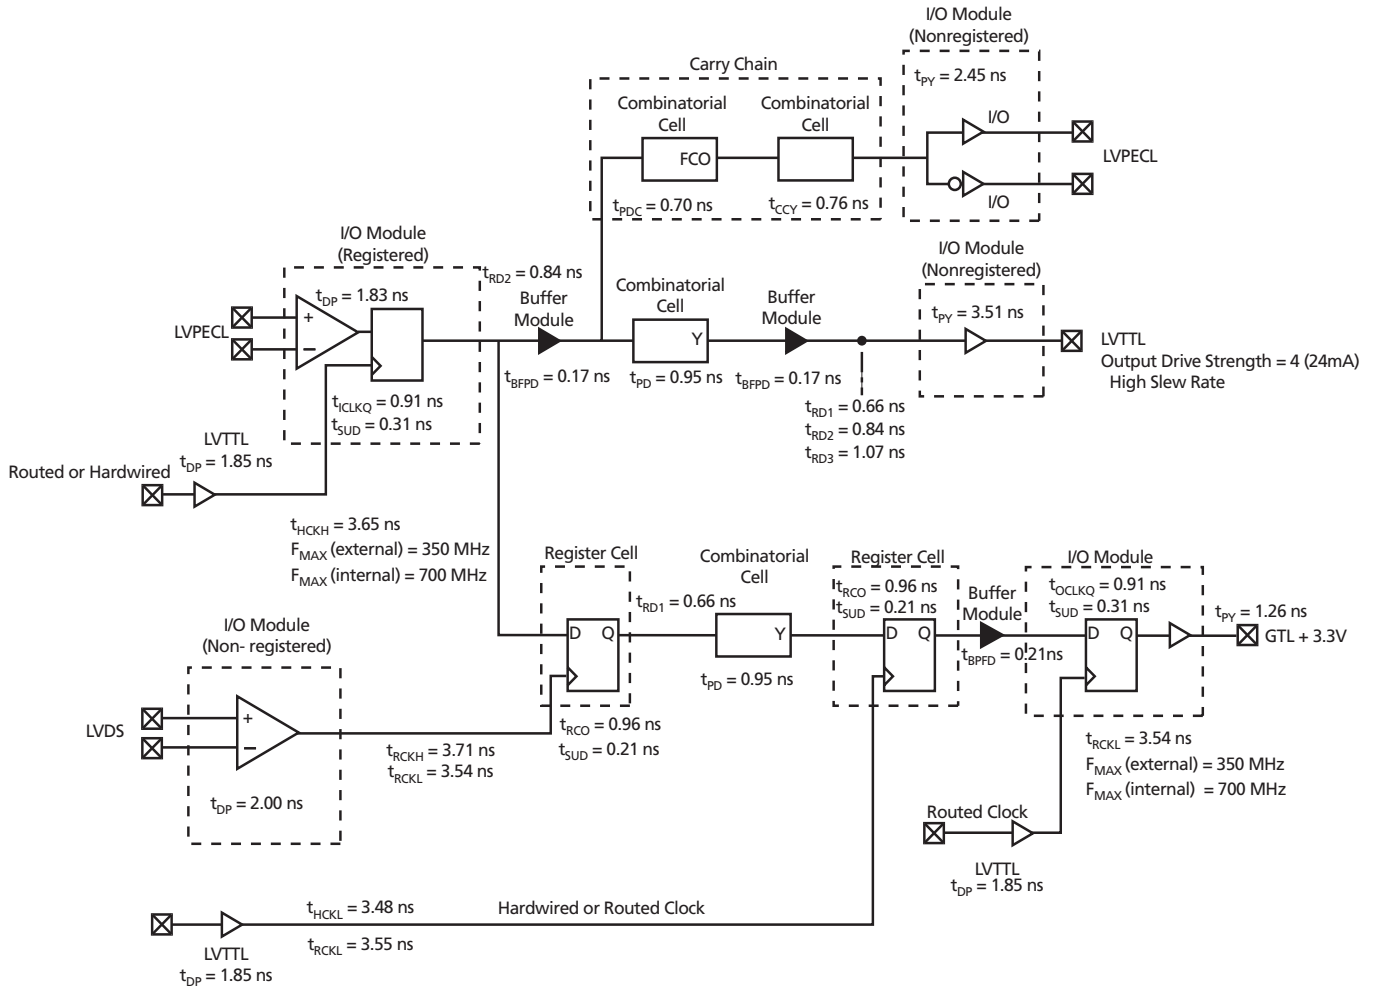 I/O Module
(Nonregistered)
tPY = 2.45 ns
I/O
I/O
LVPECL
Carry Chain
Combinatorial
Cell
FCO
tPDC = 0.70 ns
Combinatorial
Cell
tCCY = 0.76 ns
I/O Module
(Registered)
tDP = 1.83 ns
+
−
LVPECL
tICLKQ = 0.91 ns
tSUD = 0.31 ns
tRD2 = 0.84 ns
Buffer
Module
tBFPD = 0.17 ns
Combinatorial
Cell
Y
tPD = 0.95 ns
Buffer
Module
tBFPD = 0.17 ns
tRD1 = 0.66 ns
tRD2 = 0.84 ns
tRD3 = 1.07 ns
I/O Module
(Nonregistered)
tPY = 3.51 ns
LVTTL
Output Drive Strength = 4 (24mA)
High Slew Rate
LVTTL
tDP = 1.85 ns
Routed or Hardwired
tHCKH = 3.65 ns
FMAX (external) = 350 MHz
FMAX (internal) = 700 MHz
Register Cell
D Q
tRCO = 0.96 ns
tSUD = 0.21 ns
tRD1 = 0.66 ns
Combinatorial
Cell
Y
tPD = 0.95 ns
Register Cell
tRCO = 0.96 ns
tSUD = 0.21 ns
D Q
Buffer
Module
tBPFD = 0.21ns
I/O Module
tOCLKQ = 0.91 ns
tSUD = 0.31 ns
D Q
tPY = 1.26 ns
GTL + 3.3V
I/O Module
(Non- registered)
+
−
LVDS
tDP = 2.00 ns
tRCKH = 3.71 ns
tRCKL = 3.54 ns
tRCKL = 3.54 ns
FMAX (external) = 350 MHz
FMAX (internal) = 700 MHz
Routed Clock
LVTTL
tDP = 1.85 ns
tHCKL = 3.48 ns
Hardwired or Routed Clock
tRCKL = 3.55 ns
LVTTL
tDP = 1.85 ns